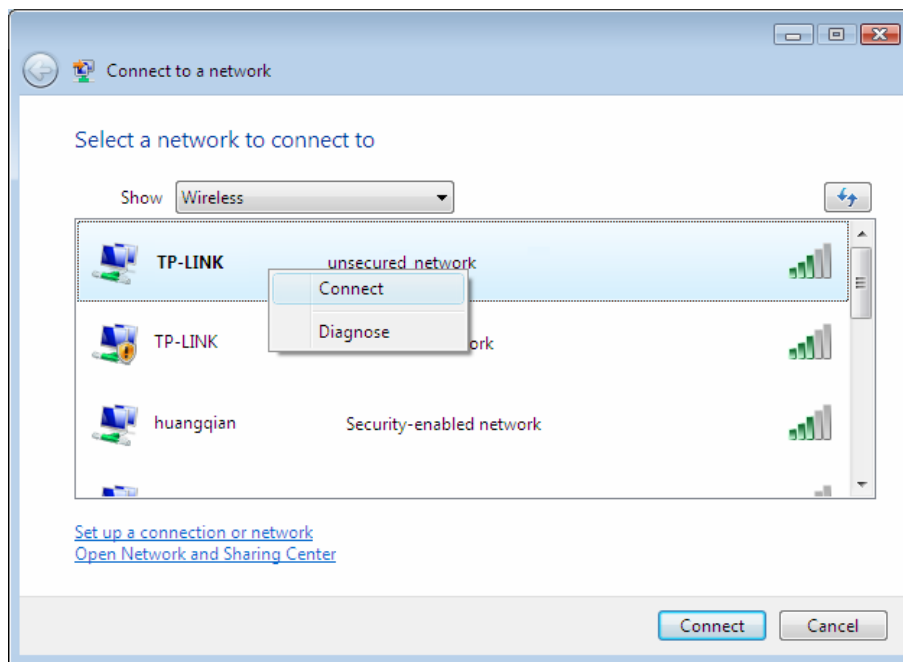 Connect to a network
Select a network to connect to
Show Wireless
TP-LINK unsecured network
Connect
Diagnose
TP-LINK ork
huangqian Security-enabled network
Set up a connection or network
Open Network and Sharing Center
Connect Cancel